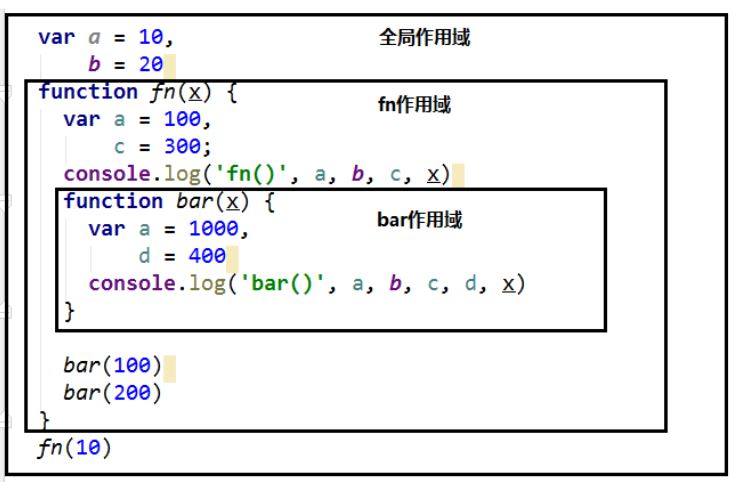 var a = 10, 全局作用域
b = 20
function fn(x) {
fn作用域
var a = 100,
c = 300;
console.log('fn()', a, b, c, x)
function bar(x) {
var a = 1000, bar作用域
d = 400
console.log('bar()', a, b, c, d, x)
}
bar(100)
bar(200)
}
fn(10)